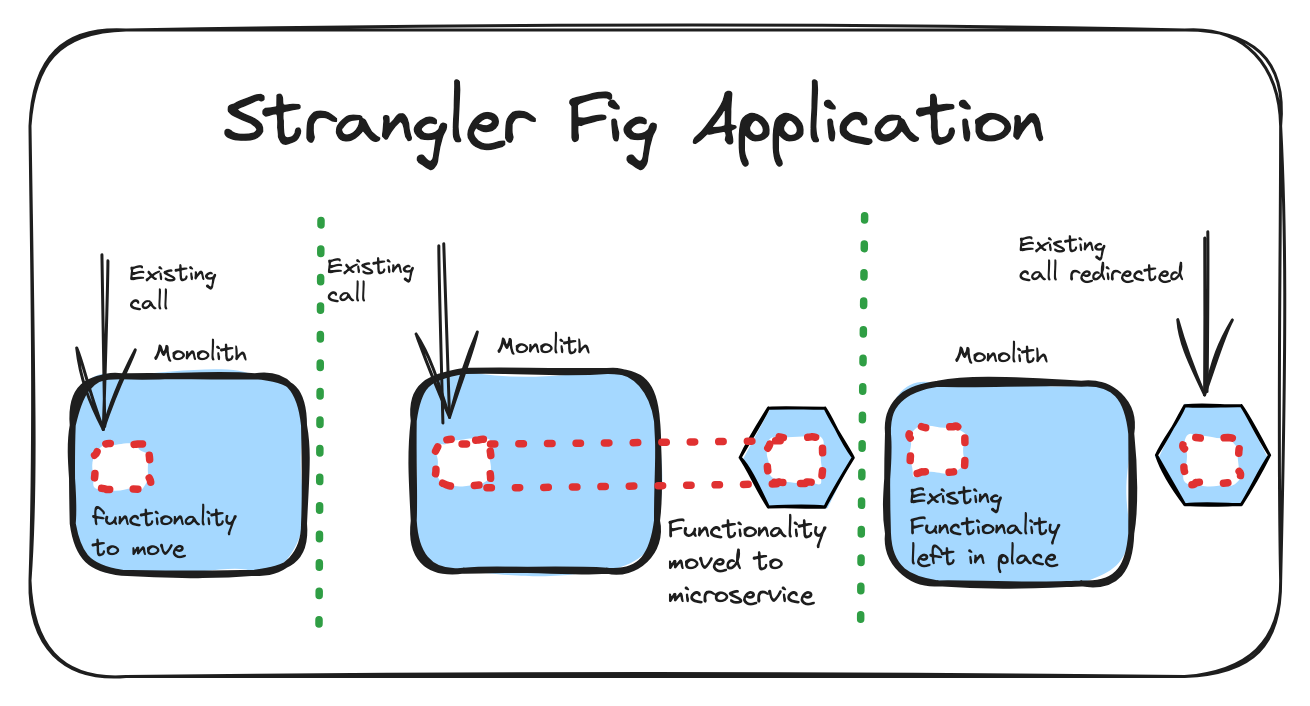 Strangler Fig Application
Existing
call
Monolith
functionality
to move
Existing
call
Monolith
Functionality
moved to
microservice
Existing
call redirected
Monolith
Existing
Functionality
left in place